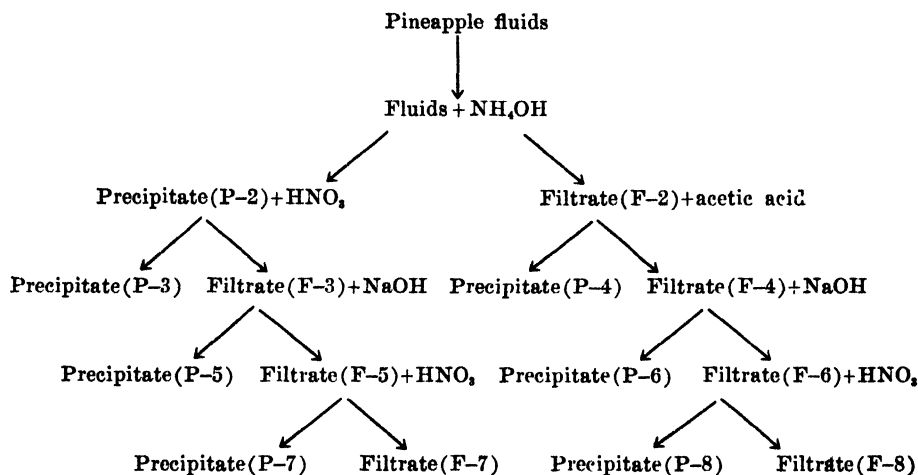 Pineapple fluids
Fluids + NH₄OH
Precipitate (P-2) + HNO₃ Filtrate (F-2) + acetic acid
Precipitate (P-3) Filtrate (F-3) + NaOH Precipitate (P-4) Filtrate (F-4) + NaOH
Precipitate (P-5) Filtrate (F-5) + HNO₃ Precipitate (P-6) Filtrate (F-6) + HNO₃
Precipitate (P-7) Filtrate (F-7) Precipitate (P-8) Filtrate (F-8)